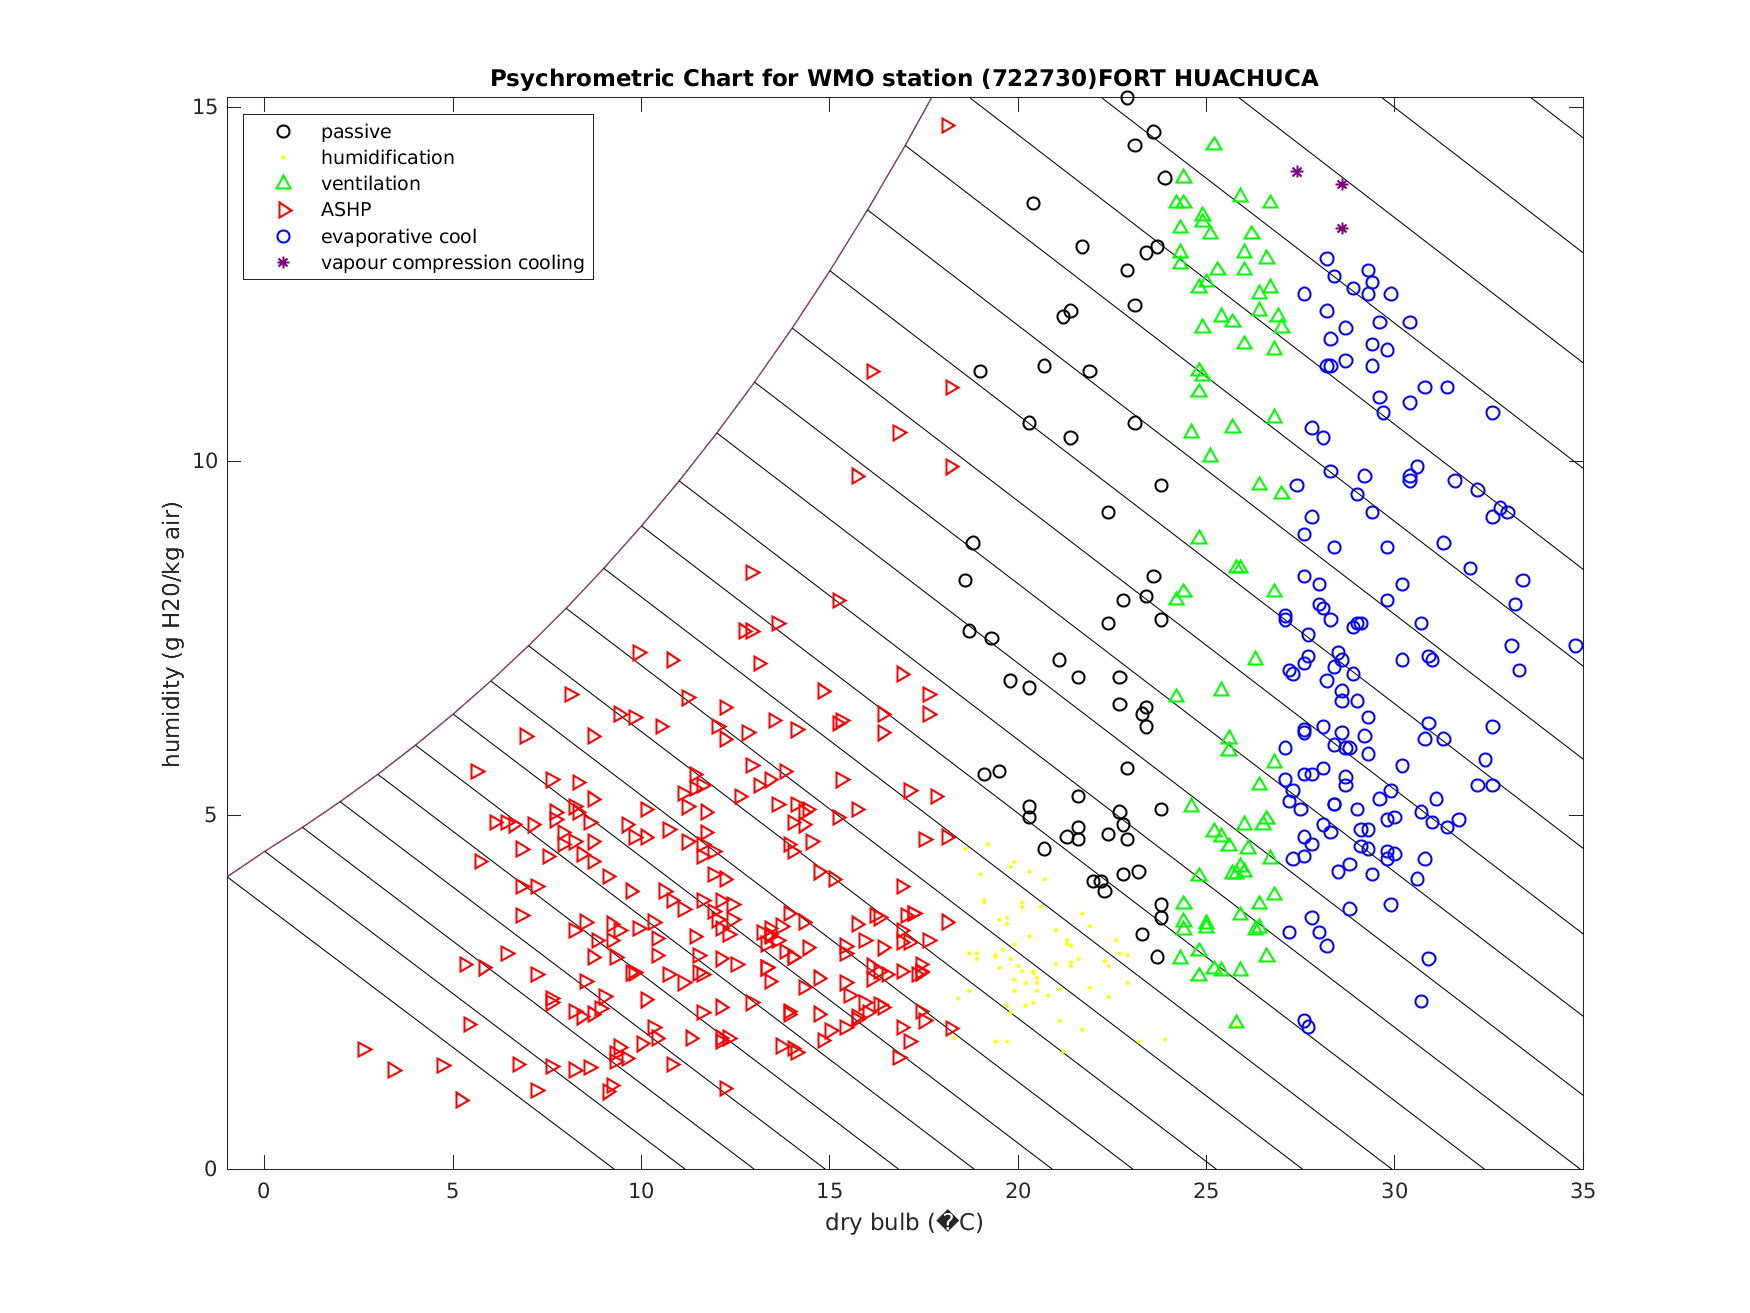 Psychrometric Chart for WMO station (722730)FORT HUACHUCA
15
10
5
0
humidity (g H20/kg air)
passive
humidification
ventilation
ASHP
evaporative cool
vapour compression cooling
0 5 10 15 20 25 30 35
dry bulb (�C)